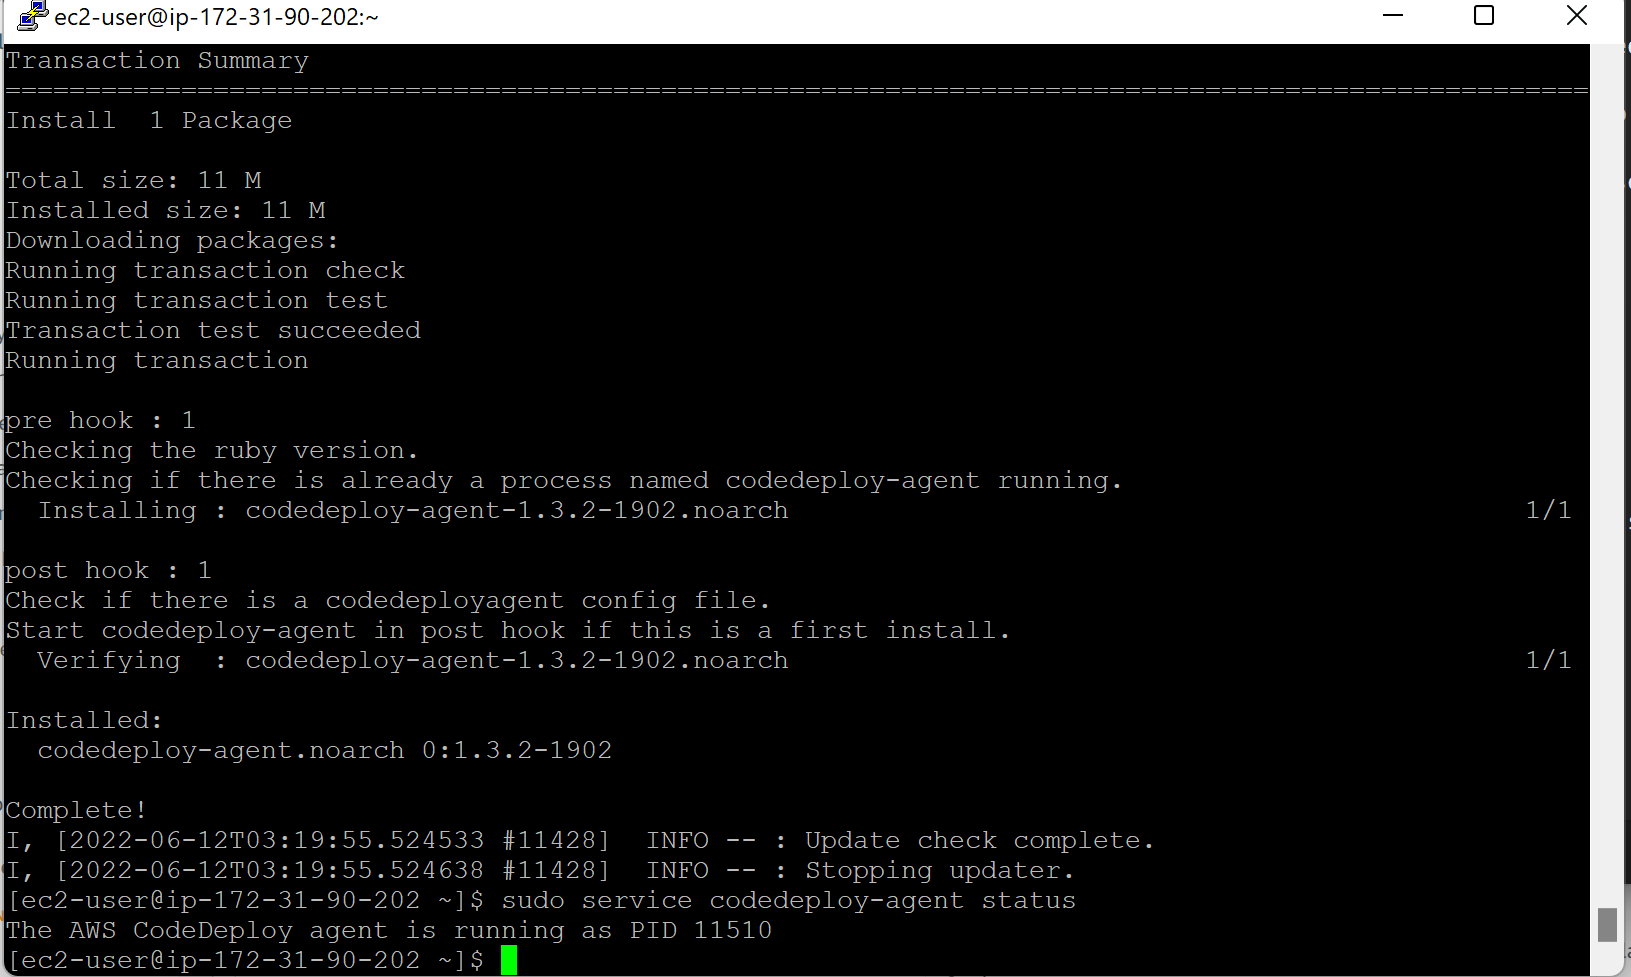 ec2-user@ip-172-31-90-202:~
Transaction Summary
===================================================================================================
Install  1 Package
Total size: 11 M
Installed size: 11 M
Downloading packages:
Running transaction check
Running transaction test
Transaction test succeeded
Running transaction
pre hook : 1
Checking the ruby version.
Checking if there is already a process named codedeploy-agent running.
  Installing : codedeploy-agent-1.3.2-1902.noarch 1/1
post hook : 1
Check if there is a codedeployagent config file.
Start codedeploy-agent in post hook if this is a first install.
  Verifying  : codedeploy-agent-1.3.2-1902.noarch 1/1
Installed:
  codedeploy-agent.noarch 0:1.3.2-1902
Complete!
I, [2022-06-12T03:19:55.524533 #11428]  INFO -- : Update check complete.
I, [2022-06-12T03:19:55.524638 #11428]  INFO -- : Stopping updater.
[ec2-user@ip-172-31-90-202 ~]$ sudo service codedeploy-agent status
The AWS CodeDeploy agent is running as PID 11510
[ec2-user@ip-172-31-90-202 ~]$